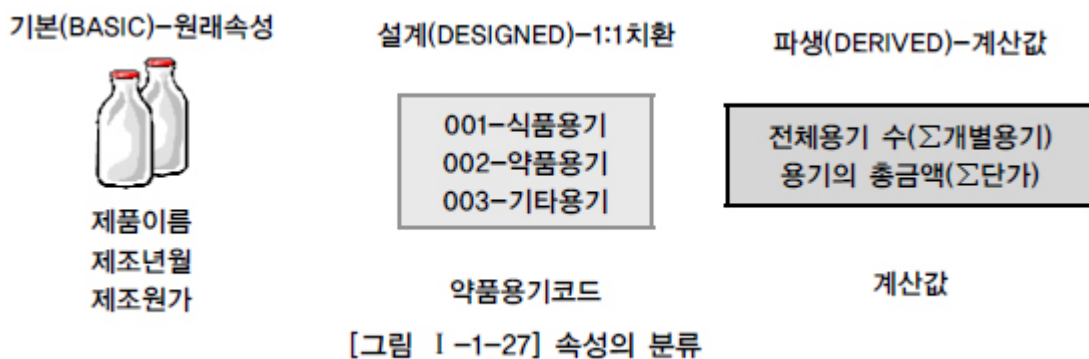 기본(BASIC)-원래속성
제품이름
제조년월
제조원가
설계(DESIGNED)-1:1치환
001-식품용기
002-약품용기
003-기타용기
약품용기코드
파생(DERIVED)-계산값
전체용기 수(∑개별용기)
용기의 총금액(∑단가)
계산값
[그림 Ⅰ-1-27] 속성의 분류